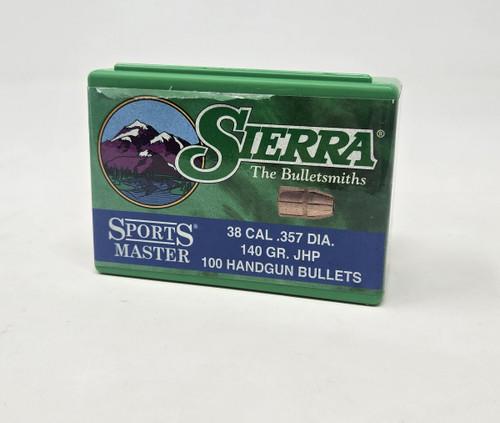 SIERRA®
The Bulletsmiths
SPORTS®
MASTER
38 CAL .357 DIA.
140 GR. JHP
100 HANDGUN BULLETS